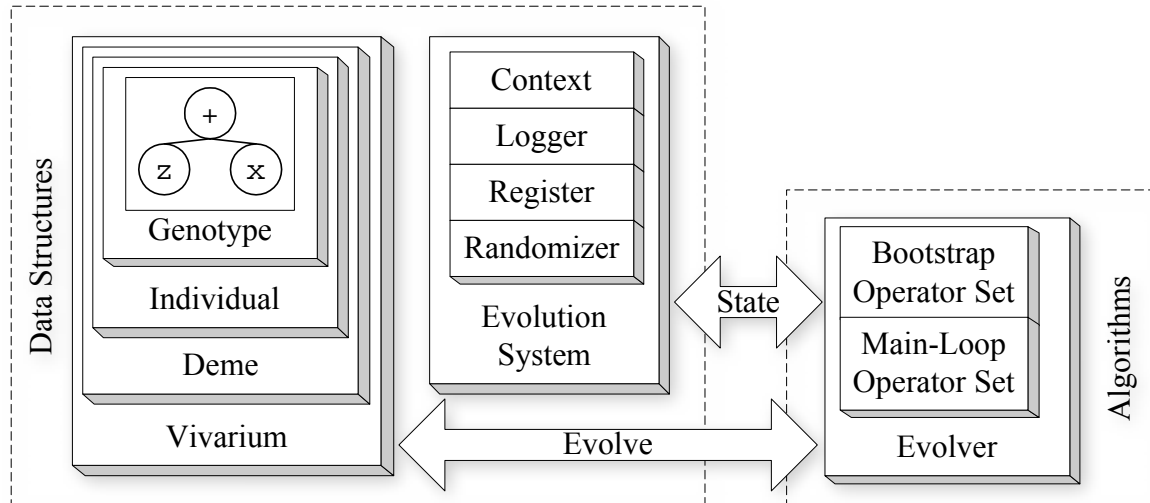 Data Structures
+
z x
Genotype
Individual
Deme
Vivarium
Context
Logger
Register
Randomizer
Evolution
System
State
Evolve
Bootstrap
Operator Set
Main-Loop
Operator Set
Evolver
Algorithms